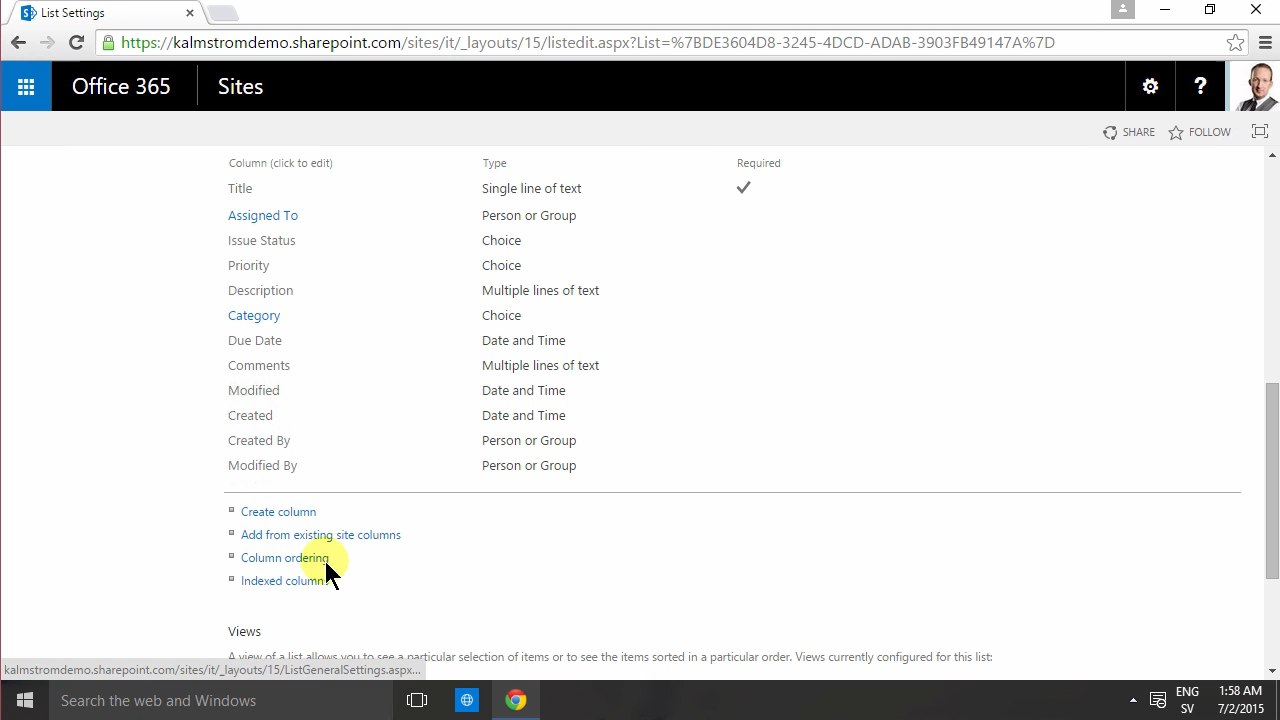 List Settings
https://kalmstromdemo.sharepoint.com/sites/it/_layouts/15/listedit.aspx?List=%7BDE3604D8-3245-4DCD-ADAB-3903FB49147A%7D
Office 365 Sites ?
SHARE FOLLOW
Column (click to edit) Type Required
Title Single line of text
Assigned To Person or Group
Issue Status Choice
Priority Choice
Description Multiple lines of text
Category Choice
Due Date Date and Time
Comments Multiple lines of text
Modified Date and Time
Created Date and Time
Created By Person or Group
Modified By Person or Group
Create column
Add from existing site columns
Column ordering
Indexed columns
Views
A view of a list allows you to see a particular selection of items or to see the items sorted in a particular order. Views currently configured for this list:
kalmstromdemo.sharepoint.com/sites/it/_layouts/15/ListGeneralSettings.aspx...
Search the web and Windows
ENG 1:58 AM
SV 7/2/2015